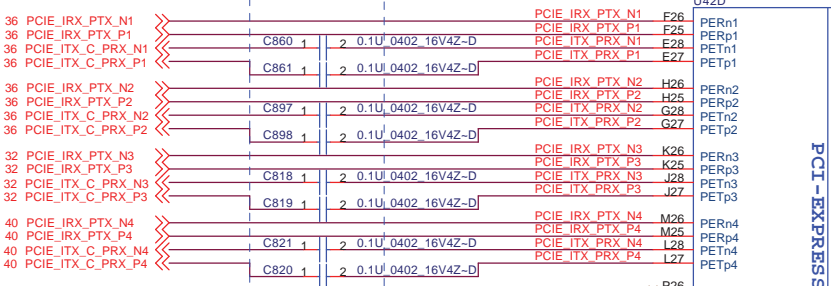 U42D
36 PCIE_IRX_PTX_N1 PCIE_IRX_PTX_N1 F26 PERn1
36 PCIE_IRX_PTX_P1 PCIE_IRX_PTX_P1 F25 PERp1
36 PCIE_ITX_C_PRX_N1 C860 1 2 0.1U_0402_16V4Z~D PCIE_ITX_PRX_N1 E28 PETn1
36 PCIE_ITX_C_PRX_P1 C861 1 2 0.1U_0402_16V4Z~D PCIE_ITX_PRX_P1 E27 PETp1
36 PCIE_IRX_PTX_N2 PCIE_IRX_PTX_N2 H26 PERn2
36 PCIE_IRX_PTX_P2 PCIE_IRX_PTX_P2 H25 PERp2
36 PCIE_ITX_C_PRX_N2 C897 1 2 0.1U_0402_16V4Z~D PCIE_ITX_PRX_N2 G28 PETn2
36 PCIE_ITX_C_PRX_P2 C898 1 2 0.1U_0402_16V4Z~D PCIE_ITX_PRX_P2 G27 PETp2
32 PCIE_IRX_PTX_N3 PCIE_IRX_PTX_N3 K26 PERn3
32 PCIE_IRX_PTX_P3 PCIE_IRX_PTX_P3 K25 PERp3
32 PCIE_ITX_C_PRX_N3 C818 1 2 0.1U_0402_16V4Z~D PCIE_ITX_PRX_N3 J28 PETn3
32 PCIE_ITX_C_PRX_P3 C819 1 2 0.1U_0402_16V4Z~D PCIE_ITX_PRX_P3 J27 PETp3
40 PCIE_IRX_PTX_N4 PCIE_IRX_PTX_N4 M26 PERn4
40 PCIE_IRX_PTX_P4 PCIE_IRX_PTX_P4 M25 PERp4
40 PCIE_ITX_C_PRX_N4 C821 1 2 0.1U_0402_16V4Z~D PCIE_ITX_PRX_N4 L28 PETn4
40 PCIE_ITX_C_PRX_P4 C820 1 2 0.1U_0402_16V4Z~D PCIE_ITX_PRX_P4 L27 PETp4
P26
PCI-EXPRESS